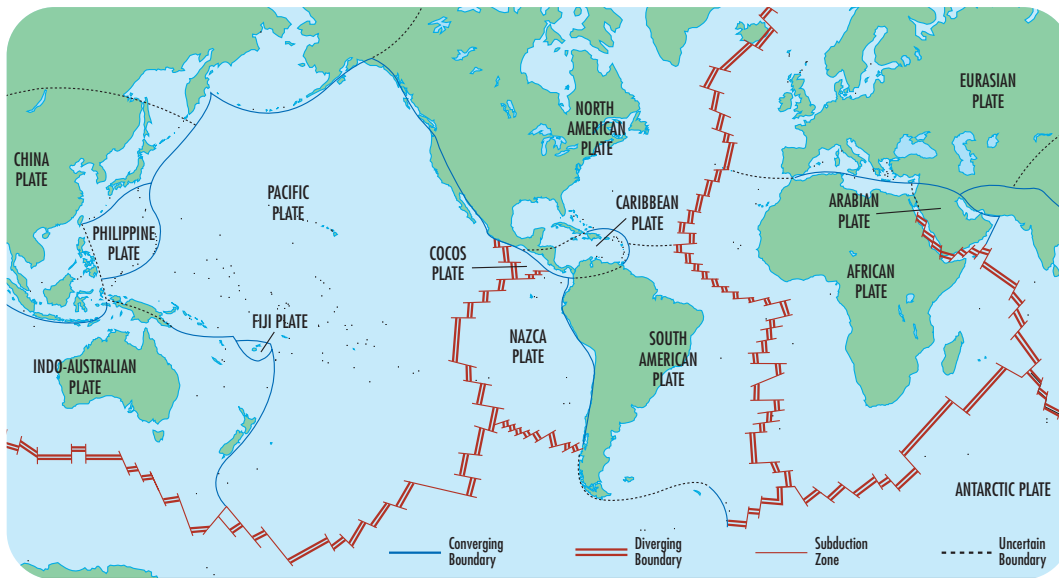 EURASIAN
PLATE
NORTH
AMERICAN
PLATE
CHINA
PLATE
PACIFIC
PLATE
CARIBBEAN
PLATE
ARABIAN
PLATE
PHILIPPINE
PLATE
COCOS
PLATE
AFRICAN
PLATE
FIJI PLATE
NAZCA
PLATE
SOUTH
AMERICAN
PLATE
INDO-AUSTRALIAN
PLATE
ANTARCTIC PLATE
Converging
Boundary
Diverging
Boundary
Subduction
Zone
Uncertain
Boundary